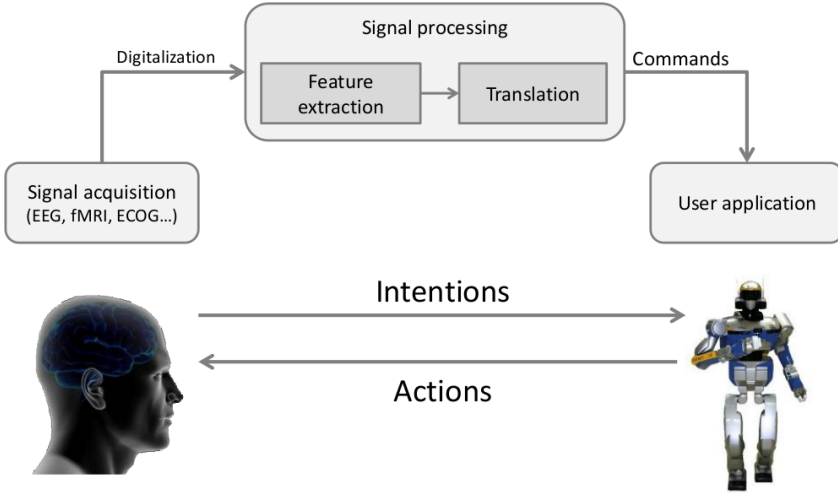 Signal processing
Digitalization
Feature
extraction
Translation
Commands
Signal acquisition
(EEG, fMRI, ECOG...)
User application
Intentions
Actions